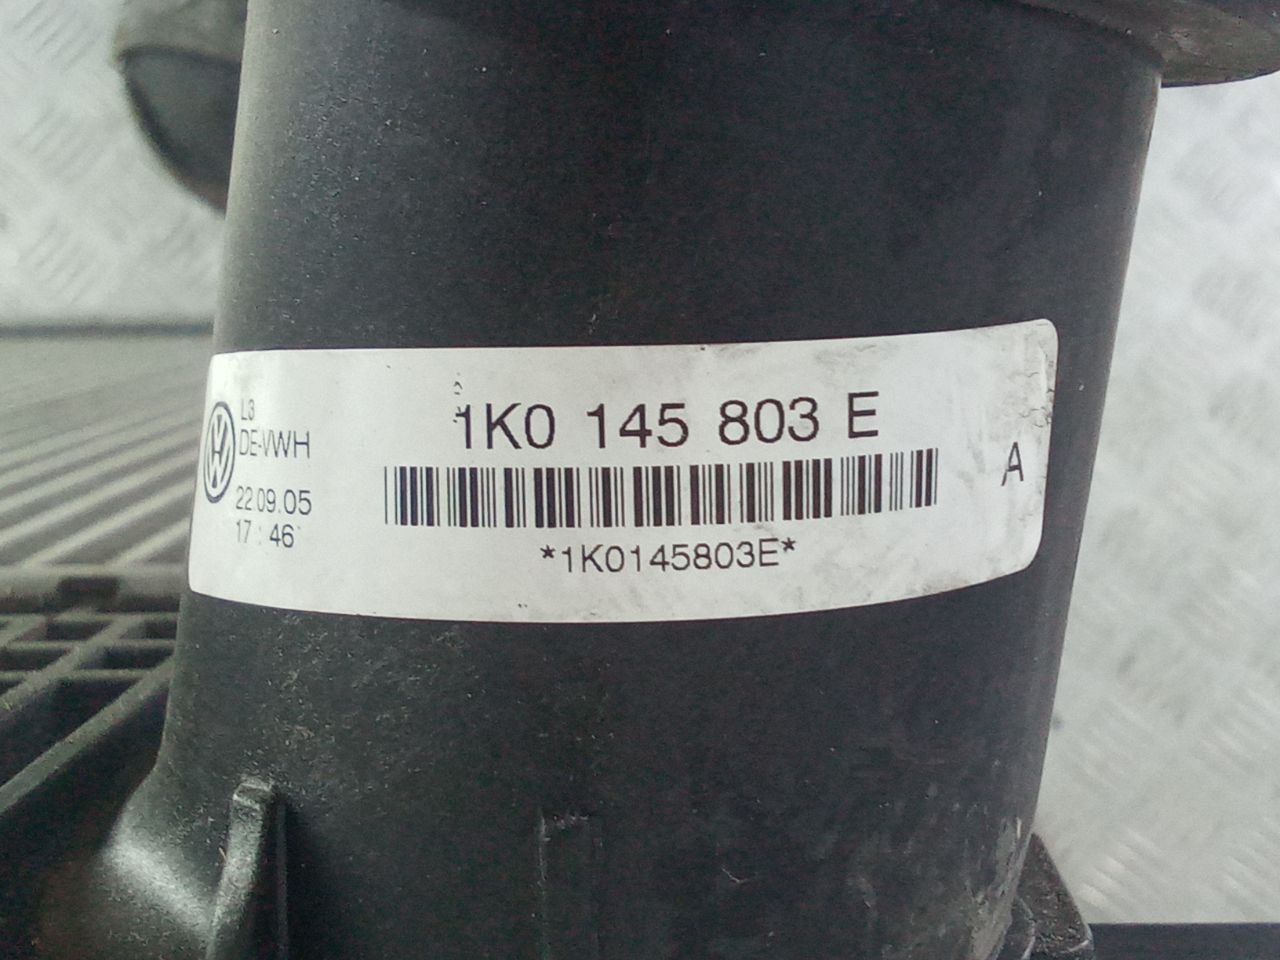 L3
DE-VWH
22.09.05
17:46
1K0 145 803 E
*1K0145803E*
A